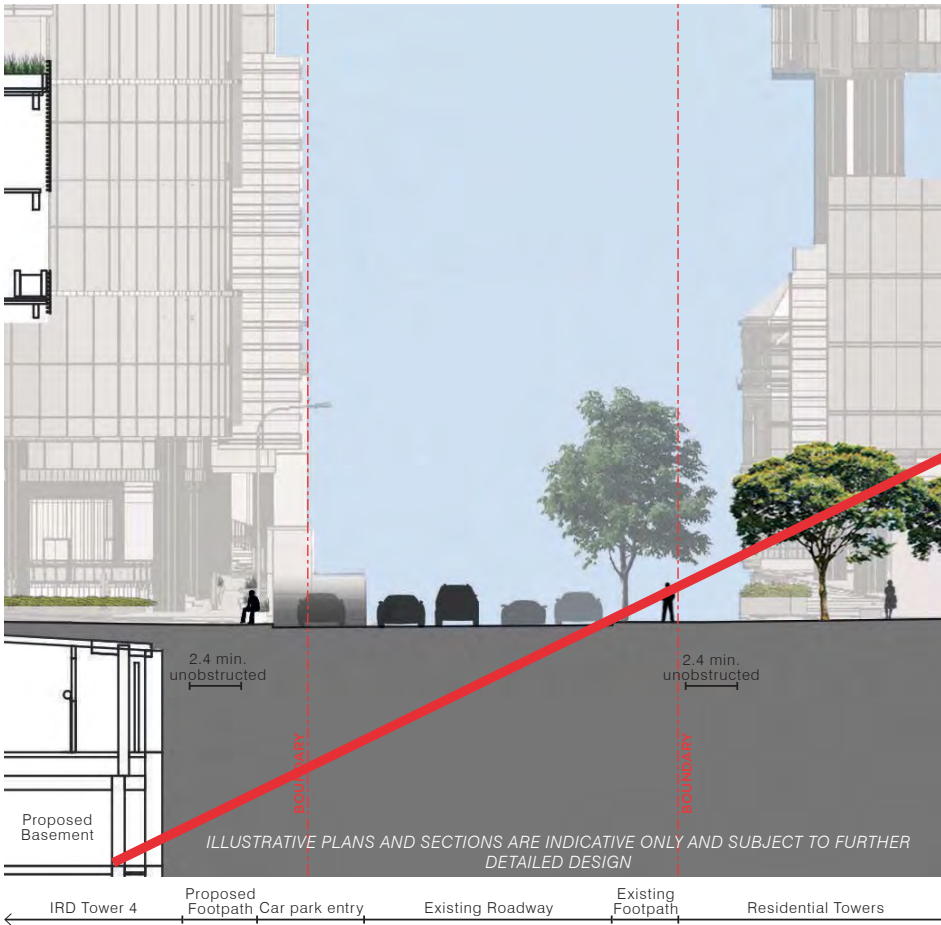 2.4 min.
unobstructed
2.4 min.
unobstructed
BOUNDARY
BOUNDARY
Proposed
Basement
ILLUSTRATIVE PLANS AND SECTIONS ARE INDICATIVE ONLY AND SUBJECT TO FURTHER
DETAILED DESIGN
IRD Tower 4
Proposed
Footpath
Car park entry
Existing Roadway
Existing
Footpath
Residential Towers